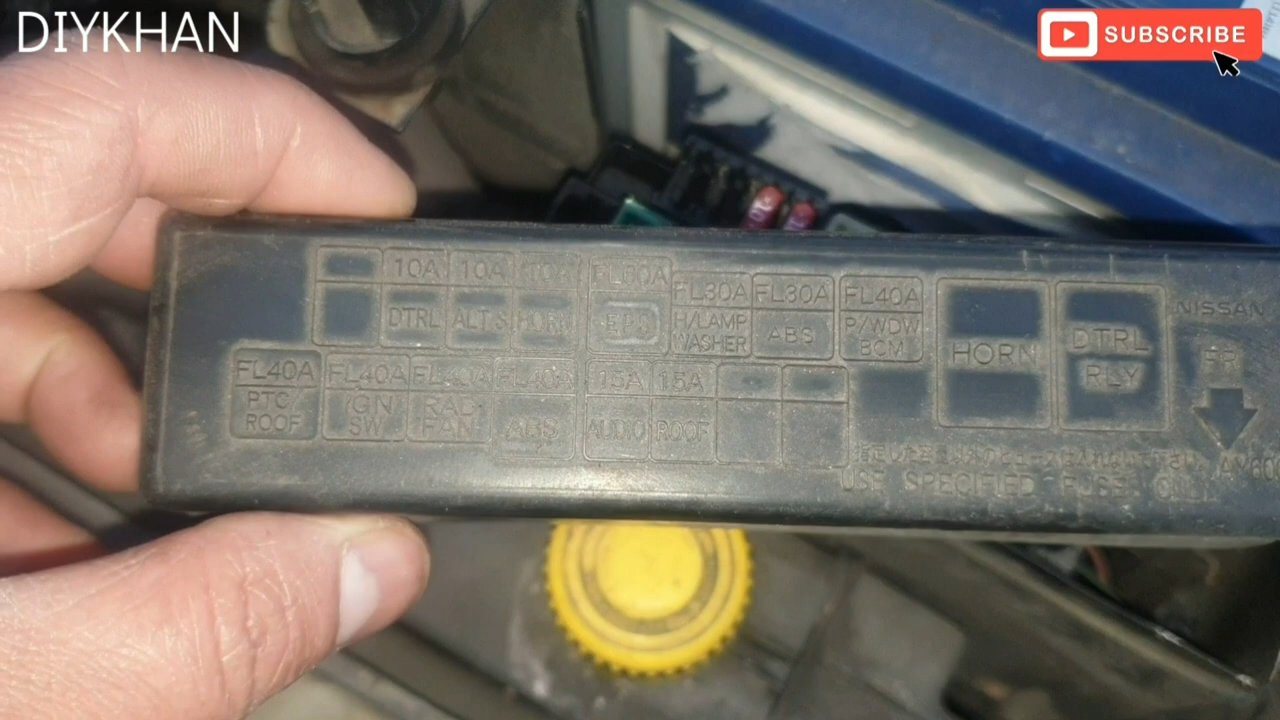 DIYKHAN
SUBSCRIBE
10A 10A 10A
DTRL ALT S HORN
FL30A FL30A FL40A
H/LAMP WASHER ABS P/WDW BCM
HORN DTRL RLY
NISSAN
FR
FL40A FL40A FL40A FL40A 15A 15A
PTC/ ROOF IGN SW RAD FAN ABS AUDIO ROOF
USE SPECIFIED FUSES ONLY